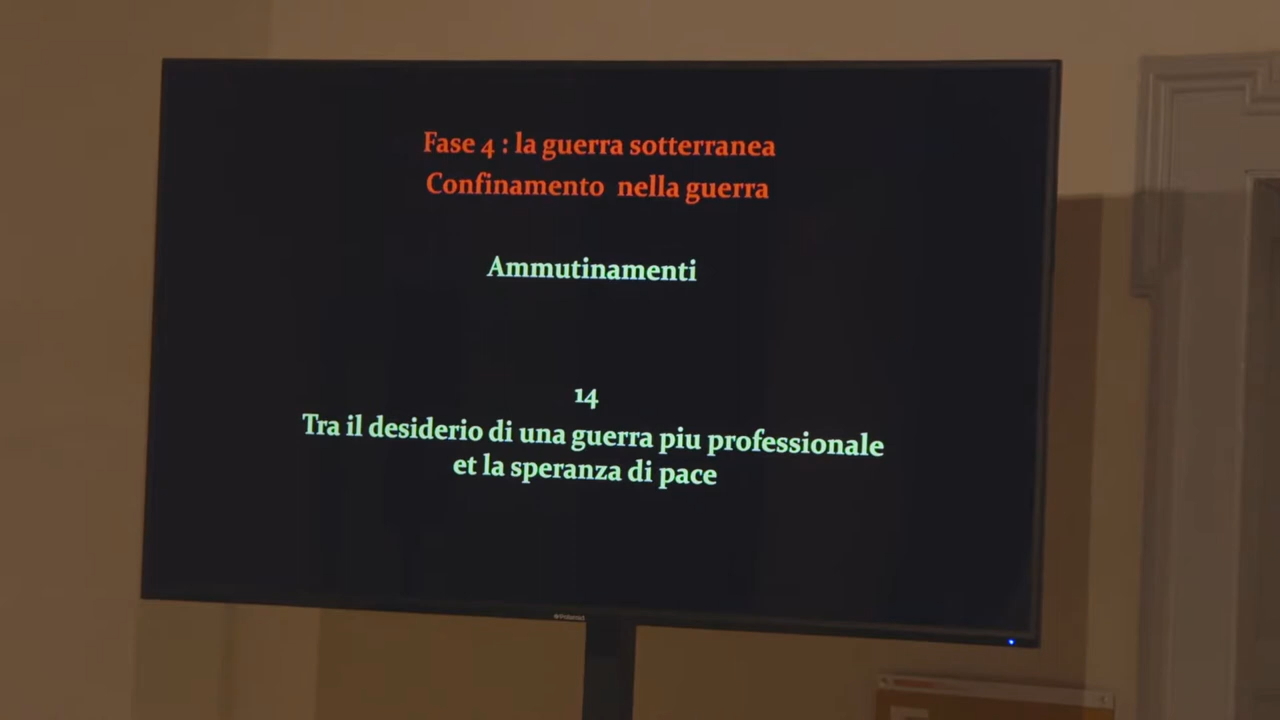 Fase 4 : la guerra sotterranea
Confinamento nella guerra
Ammutinamenti
14
Tra il desiderio di una guerra piu professionale
et la speranza di pace
Polaroid